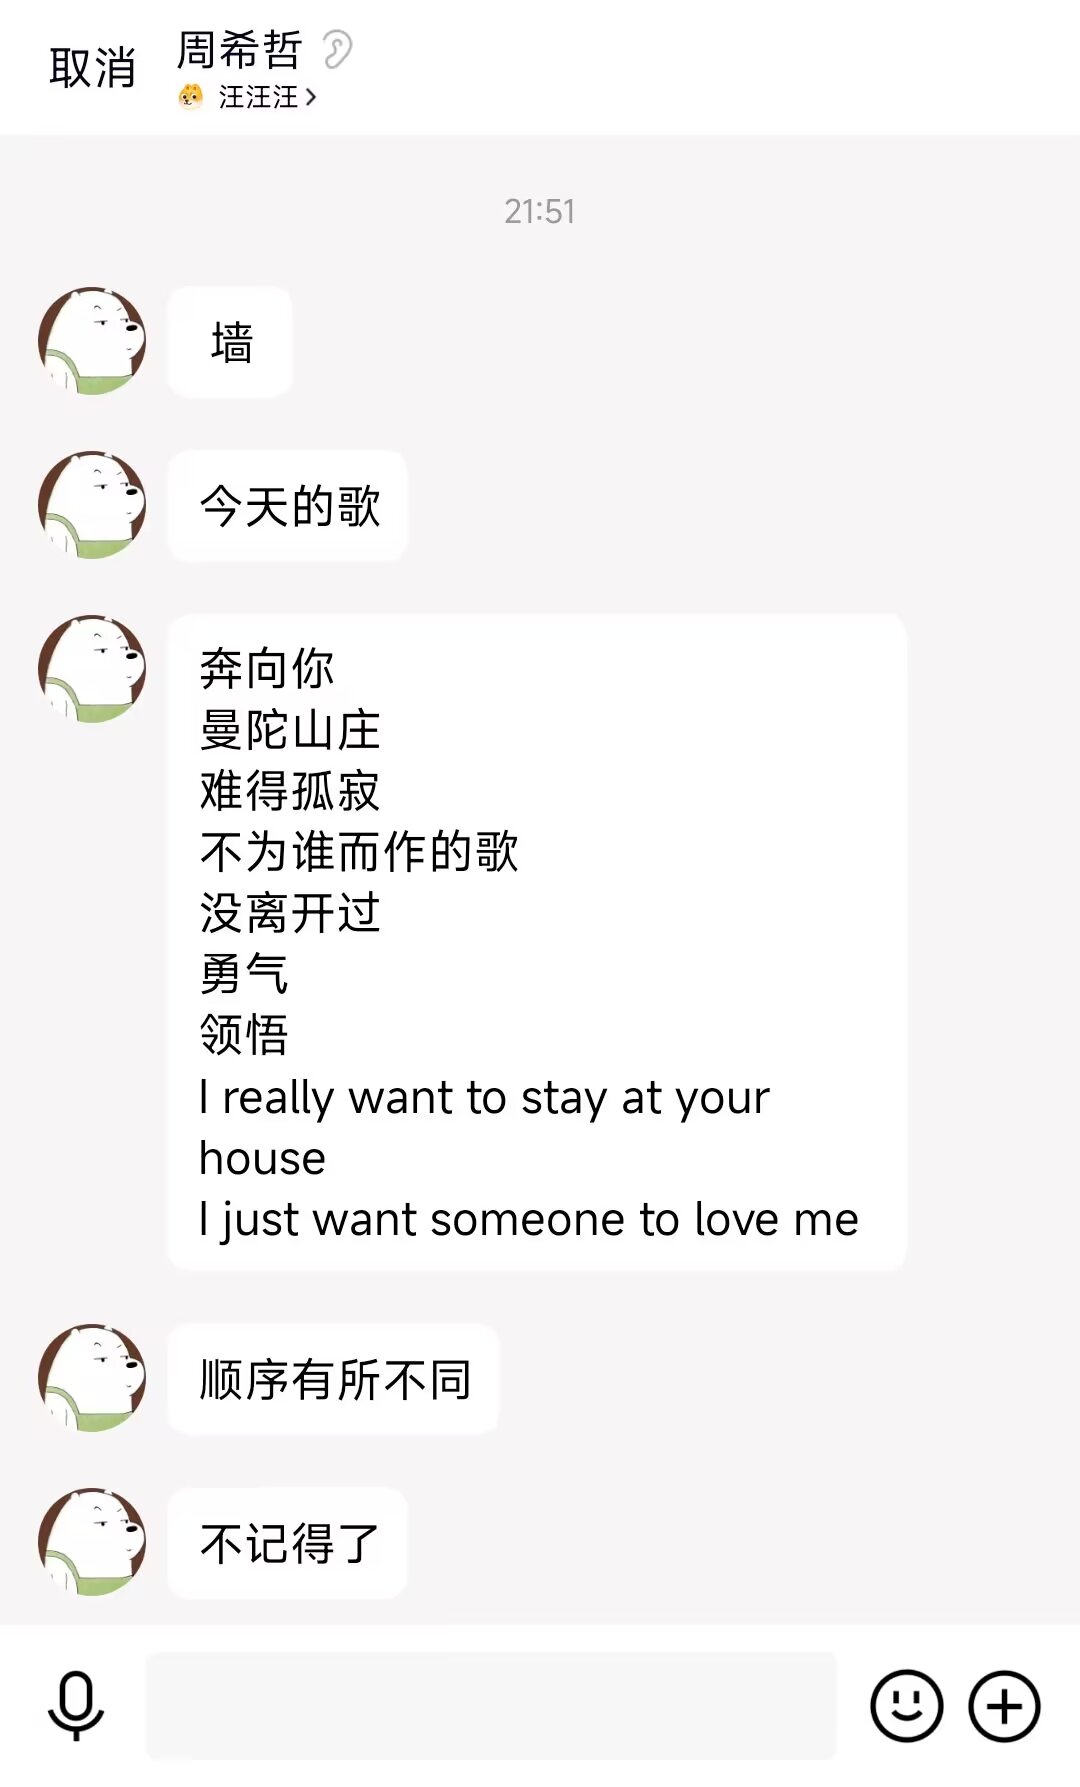 取消
周希哲
汪汪汪
21:51
墙
今天的歌
奔向你
曼陀山庄
难得孤寂
不为谁而作的歌
没离开过
勇气
领悟
I really want to stay at your
house
I just want someone to love me
顺序有所不同
不记得了